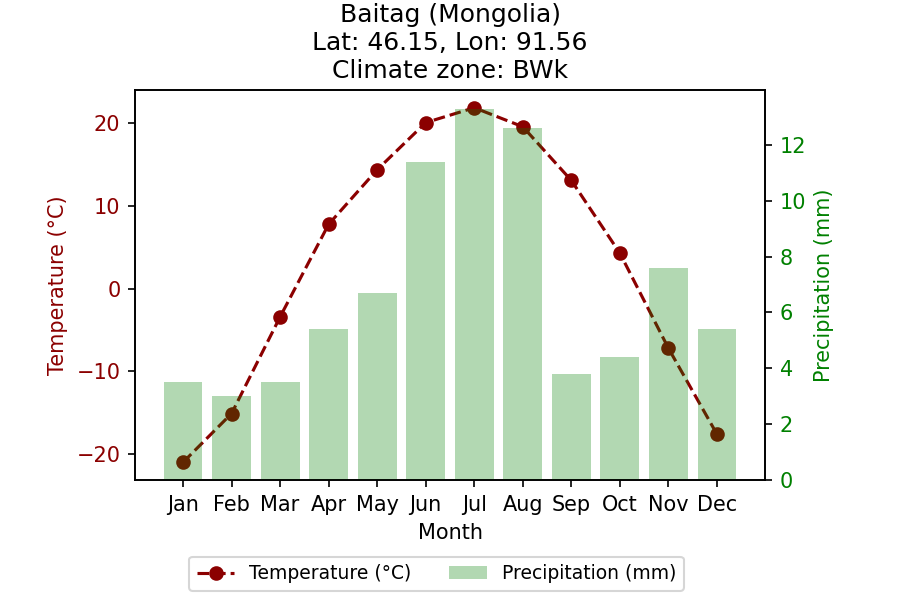 Baitag (Mongolia)
Lat: 46.15, Lon: 91.56
Climate zone: BWk
Temperature (°C)
20
10
0
−10
−20
Precipitation (mm)
12
10
8
6
4
2
0
Jan Feb Mar Apr May Jun Jul Aug Sep Oct Nov Dec
Month
Temperature (°C) Precipitation (mm)